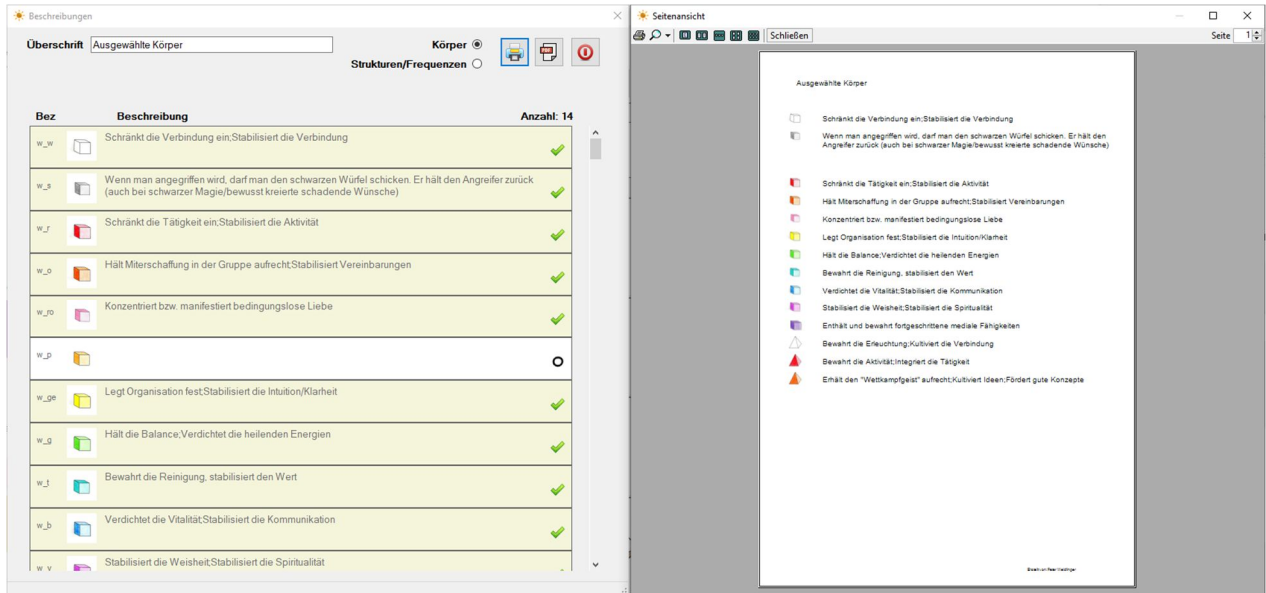 Beschreibungen
Überschrift Ausgewählte Körper
Körper
Strukturen/Frequenzen
Bez Beschreibung Anzahl: 14
w_w Schränkt die Verbindung ein;Stabilisiert die Verbindung
w_s Wenn man angegriffen wird, darf man den schwarzen Würfel schicken. Er hält den Angreifer zurück
(auch bei schwarzer Magie/bewusst kreierte schadende Wünsche)
w_r Schränkt die Tätigkeit ein;Stabilisiert die Aktivität
w_o Hält Miterschaffung in der Gruppe aufrecht;Stabilisiert Vereinbarungen
w_ro Konzentriert bzw. manifestiert bedingungslose Liebe
w_p
w_ge Legt Organisation fest;Stabilisiert die Intuition/Klarheit
w_g Hält die Balance;Verdichtet die heilenden Energien
w_t Bewahrt die Reinigung, stabilisiert den Wert
w_b Verdichtet die Vitalität;Stabilisiert die Kommunikation
w_v Stabilisiert die Weisheit;Stabilisiert die Spiritualität
Seitenansicht
Schließen
Seite 1
Ausgewählte Körper
Schränkt die Verbindung ein;Stabilisiert die Verbindung
Wenn man angegriffen wird, darf man den schwarzen Würfel schicken. Er hält den
Angreifer zurück (auch bei schwarzer Magie/bewusst kreierte schadende Wünsche)
Schränkt die Tätigkeit ein;Stabilisiert die Aktivität
Hält Miterschaffung in der Gruppe aufrecht;Stabilisiert Vereinbarungen
Konzentriert bzw. manifestiert bedingungslose Liebe
Legt Organisation fest;Stabilisiert die Intuition/Klarheit
Hält die Balance;Verdichtet die heilenden Energien
Bewahrt die Reinigung, stabilisiert den Wert
Verdichtet die Vitalität;Stabilisiert die Kommunikation
Stabilisiert die Weisheit;Stabilisiert die Spiritualität
Enthält und bewahrt fortgeschrittene mediale Fähigkeiten
Bewahrt die Erleuchtung;Kultiviert die Verbindung
Bewahrt die Aktivität;Integriert die Tätigkeit
Erhält den "Wettkampfgeist" aufrecht;Kultiviert Ideen;Fördert gute Konzepte